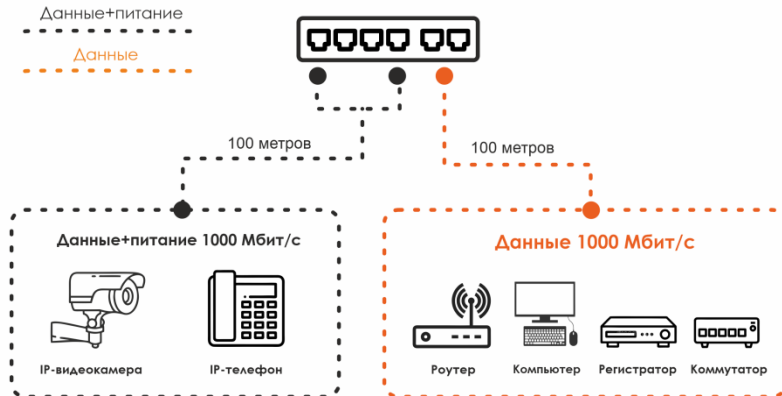 Данные+питание
Данные
100 метров
100 метров
Данные+питание 1000 Мбит/с
Данные 1000 Мбит/с
IP-видеокамера
IP-телефон
Роутер
Компьютер
Регистратор
Коммутатор